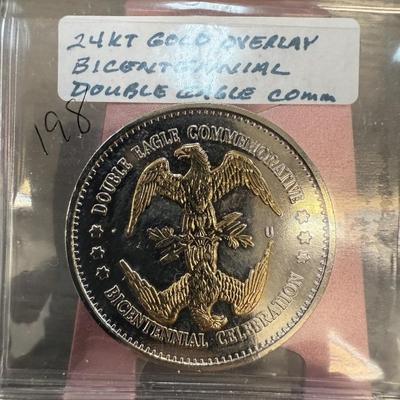 24KT GOLD OVERLAY
BICENTENNIAL
DOUBLE EAGLE COMM
198
DOUBLE EAGLE COMMEMORATIVE
U
BICENTENNIAL CELEBRATION